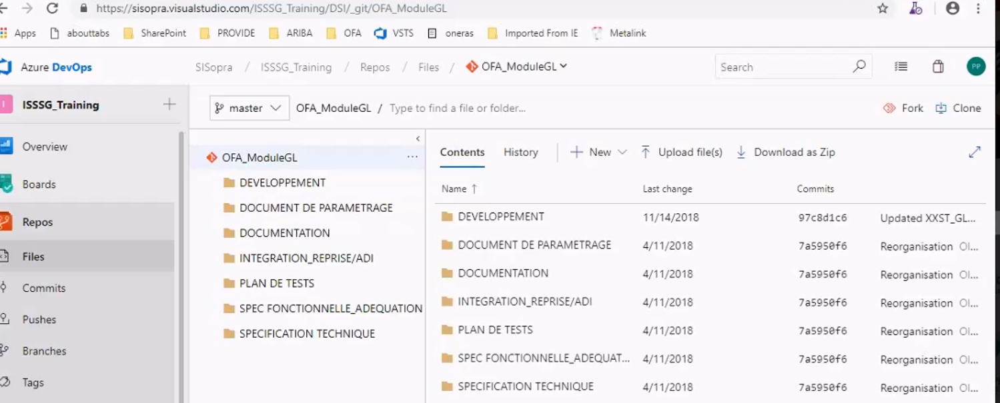 https://sisopra.visualstudio.com/ISSSG_Training/DSI/_git/OFA_ModuleGL
Apps abouttabs SharePoint PROVIDE ARIBA OFA VSTS oneras Imported From IE Metalink
Azure DevOps SISopra / ISSSG_Training / Repos / Files / OFA_ModuleGL Search PP
I ISSSG_Training
master OFA_ModuleGL / Type to find a file or folder... Fork Clone
Overview
Boards
Repos
Files
Commits
Pushes
Branches
Tags
OFA_ModuleGL ...
DEVELOPPEMENT
DOCUMENT DE PARAMETRAGE
DOCUMENTATION
INTEGRATION_REPRISE/ADI
PLAN DE TESTS
SPEC FONCTIONNELLE_ADEQUATION
SPECIFICATION TECHNIQUE
Contents History New Upload file(s) Download as Zip
Name ↑ Last change Commits
DEVELOPPEMENT 11/14/2018 97c8d1c6 Updated XXST_GL...
DOCUMENT DE PARAMETRAGE 4/11/2018 7a5950f6 Reorganisation Ol...
DOCUMENTATION 4/11/2018 7a5950f6 Reorganisation Ol...
INTEGRATION_REPRISE/ADI 4/11/2018 7a5950f6 Reorganisation Ol...
PLAN DE TESTS 4/11/2018 7a5950f6 Reorganisation Ol...
SPEC FONCTIONNELLE_ADEQUAT... 4/11/2018 7a5950f6 Reorganisation Ol...
SPECIFICATION TECHNIQUE 4/11/2018 7a5950f6 Reorganisation Ol...